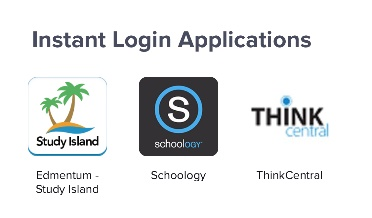 Instant Login Applications
Study Island
S
schoology
THINK
central
Edmentum -
Study Island
Schoology
ThinkCentral